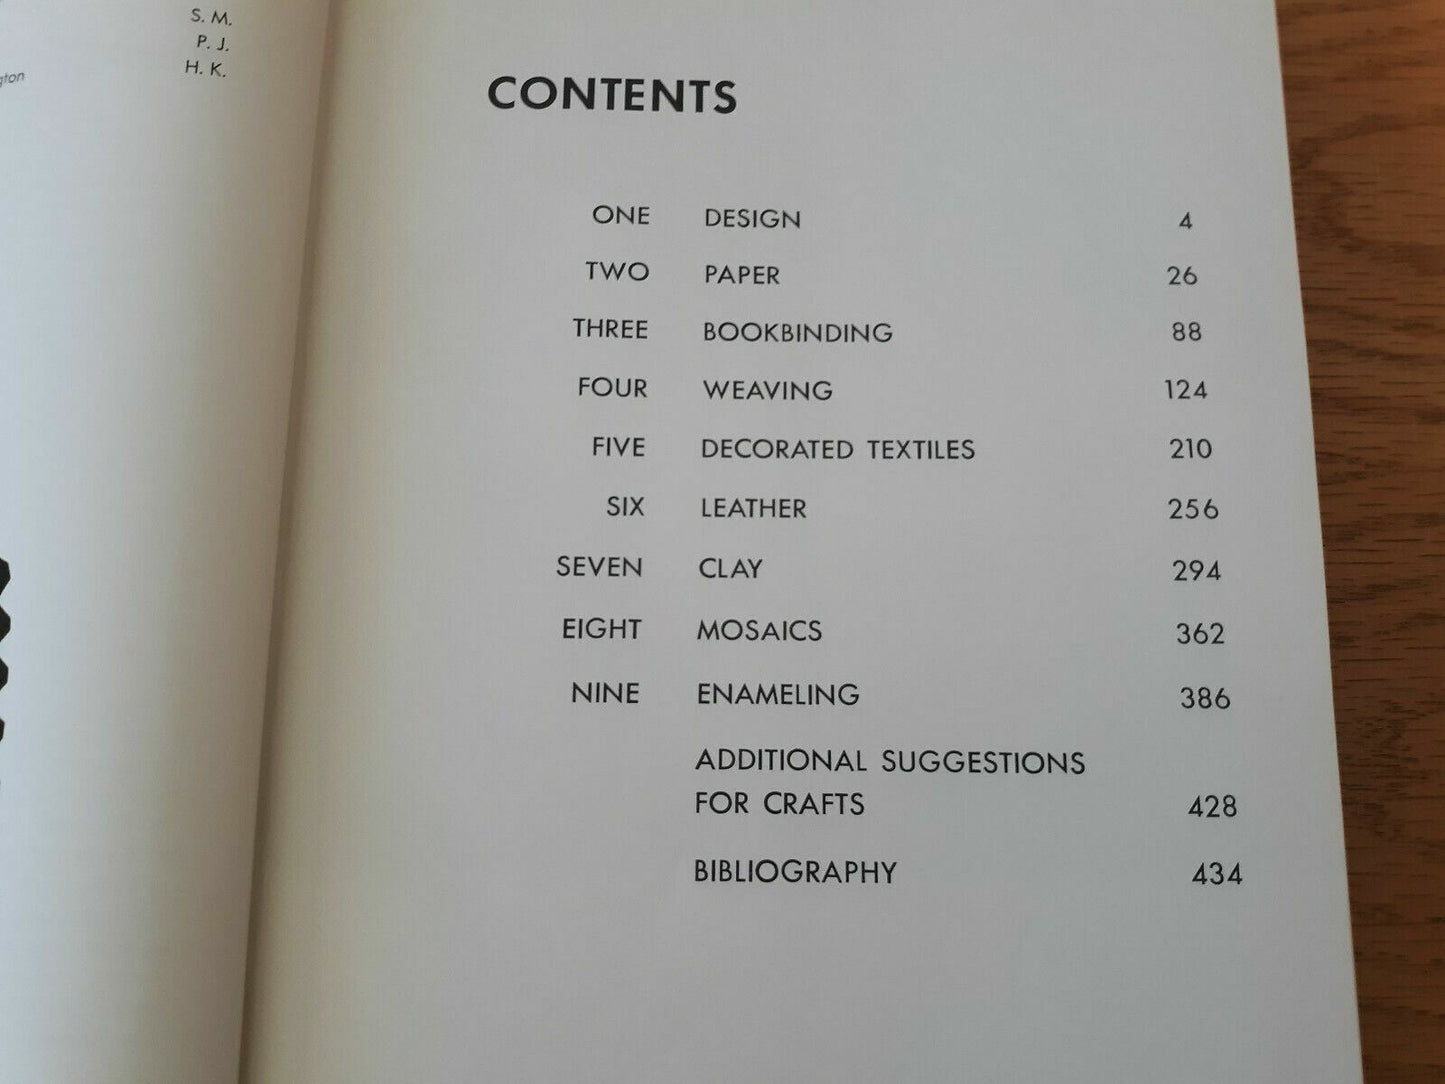 S. M.
P. J.
H. K.
CONTENTS
ONE DESIGN 4
TWO PAPER 26
THREE BOOKBINDING 88
FOUR WEAVING 124
FIVE DECORATED TEXTILES 210
SIX LEATHER 256
SEVEN CLAY 294
EIGHT MOSAICS 362
NINE ENAMELING 386
ADDITIONAL SUGGESTIONS
FOR CRAFTS 428
BIBLIOGRAPHY 434